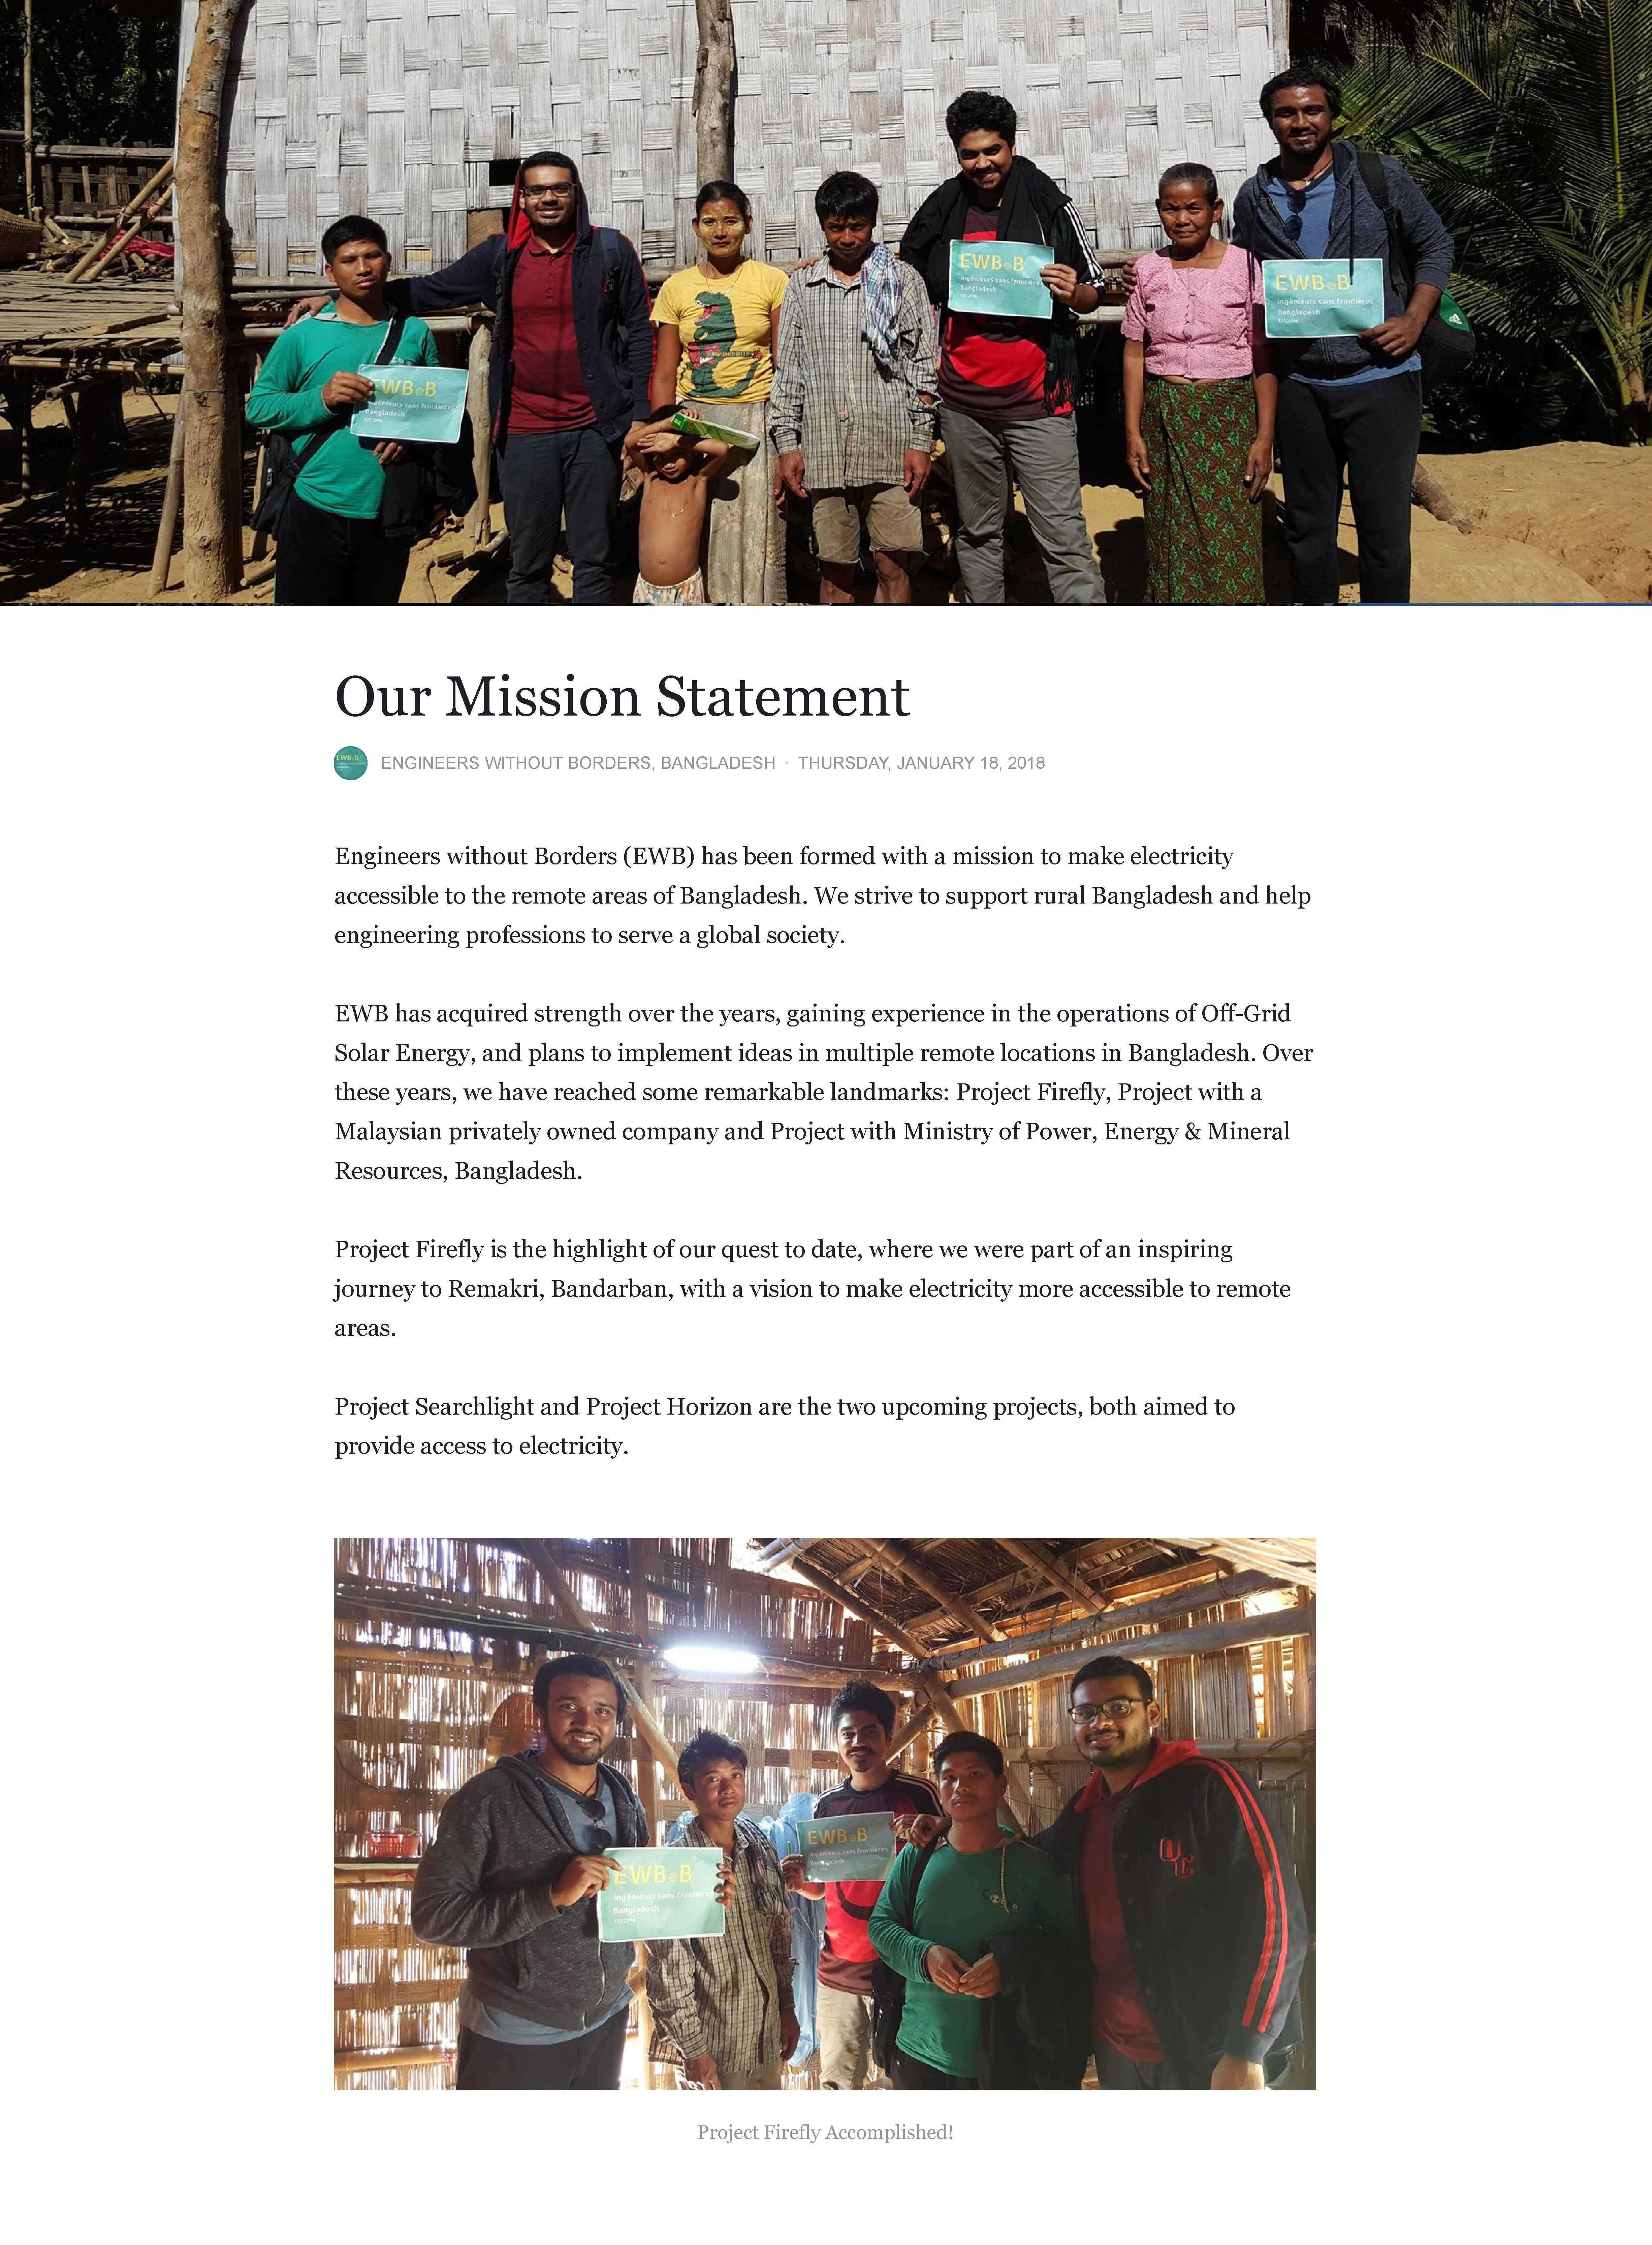 EWB B
ingénieurs sans frontières
Bangladesh
EWB B
ingénieurs sans frontières
Bangladesh
WB B
ingénieurs sans frontières
Bangladesh
Our Mission Statement
EWB B
ENGINEERS WITHOUT BORDERS, BANGLADESH · THURSDAY, JANUARY 18, 2018
Engineers without Borders (EWB) has been formed with a mission to make electricity
accessible to the remote areas of Bangladesh. We strive to support rural Bangladesh and help
engineering professions to serve a global society.
EWB has acquired strength over the years, gaining experience in the operations of Off-Grid
Solar Energy, and plans to implement ideas in multiple remote locations in Bangladesh. Over
these years, we have reached some remarkable landmarks: Project Firefly, Project with a
Malaysian privately owned company and Project with Ministry of Power, Energy & Mineral
Resources, Bangladesh.
Project Firefly is the highlight of our quest to date, where we were part of an inspiring
journey to Remakri, Bandarban, with a vision to make electricity more accessible to remote
areas.
Project Searchlight and Project Horizon are the two upcoming projects, both aimed to
provide access to electricity.
EWB B
ingénieurs sans frontières
Bangladesh
EWB B
ingénieurs sans frontières
Bangladesh
Project Firefly Accomplished!